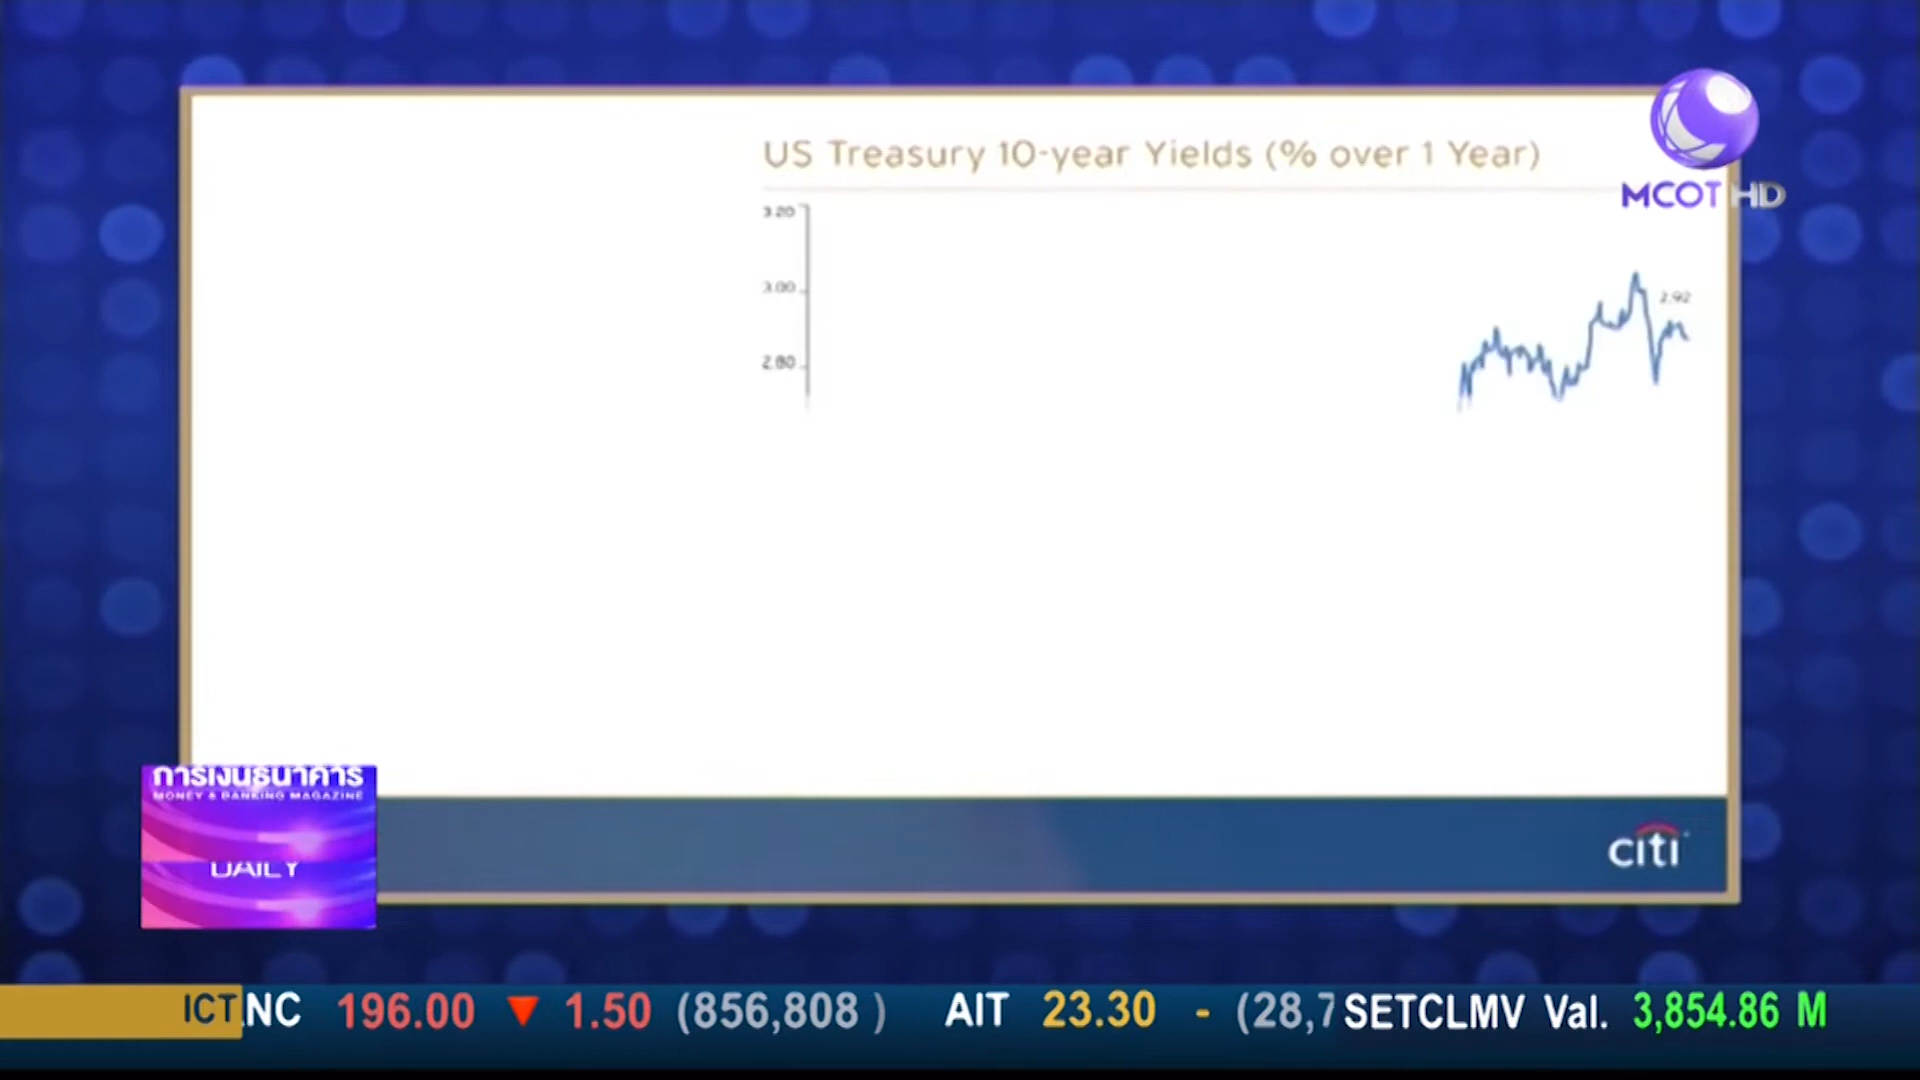 US Treasury 10-year Yields (% over 1 Year)
MCOT HD
3.20
3.00
2.92
2.80
การเงินธนาคาร
MONEY & BANKING MAGAZINE
DAILY
citi
ICT NC 196.00 ▼ 1.50 (856,808 ) AIT 23.30 - (28,7 SETCLMV Val. 3,854.86 M